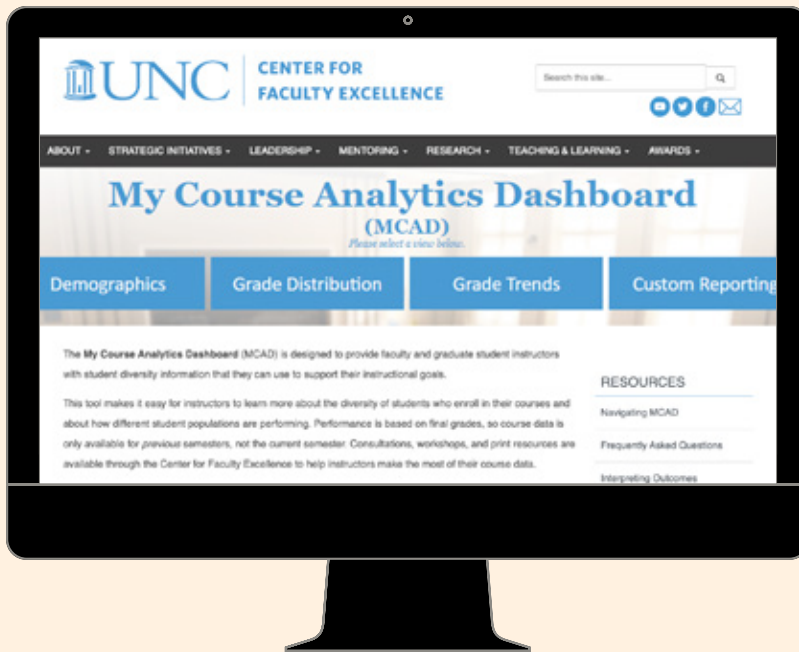 UNC
CENTER FOR
FACULTY EXCELLENCE
Search this site...
ABOUT STRATEGIC INITIATIVES LEADERSHIP MENTORING RESEARCH TEACHING & LEARNING AWARDS
My Course Analytics Dashboard
(MCAD)
Please select a view below.
Demographics Grade Distribution Grade Trends Custom Reporting
The My Course Analytics Dashboard (MCAD) is designed to provide faculty and graduate student instructors
with student diversity information that they can use to support their instructional goals.
This tool makes it easy for instructors to learn more about the diversity of students who enroll in their courses and
about how different student populations are performing. Performance is based on final grades, so course data is
only available for previous semesters, not the current semester. Consultations, workshops, and print resources are
available through the Center for Faculty Excellence to help instructors make the most of their course data.
RESOURCES
Navigating MCAD
Frequently Asked Questions
Interpreting Outcomes